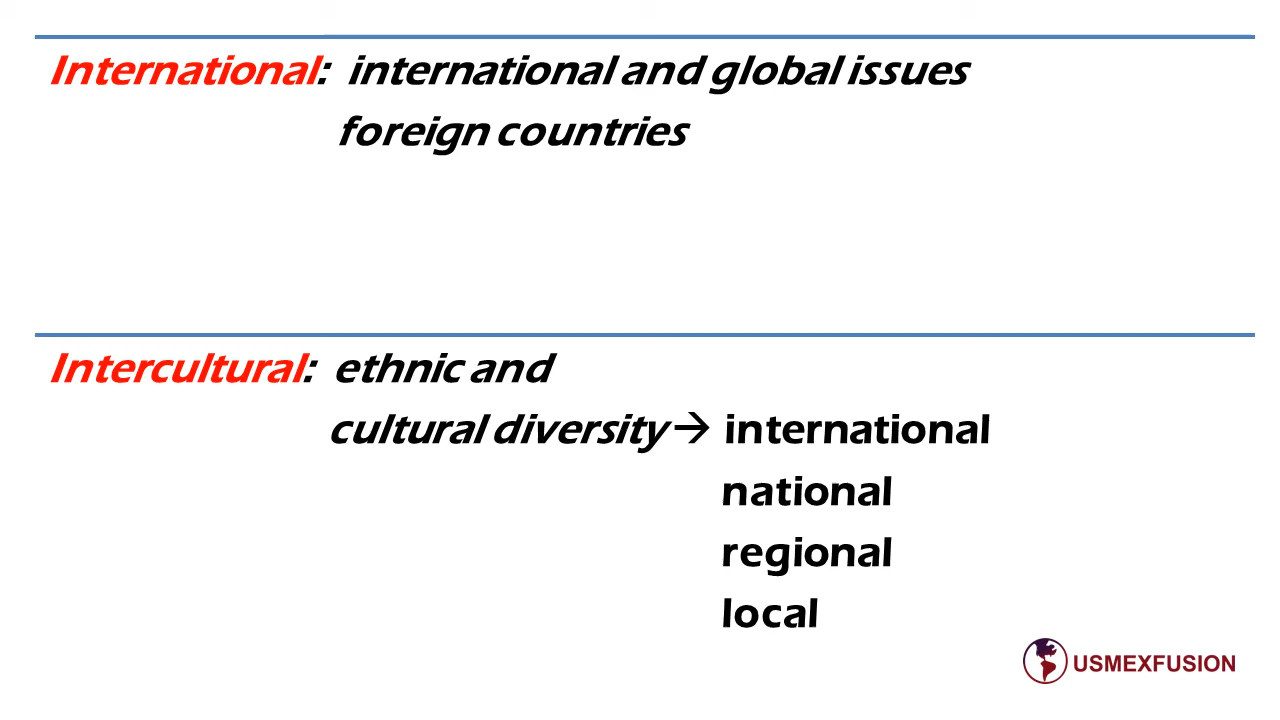 International: international and global issues
foreign countries
Intercultural: ethnic and
cultural diversity → international
national
regional
local
USMEXFUSION